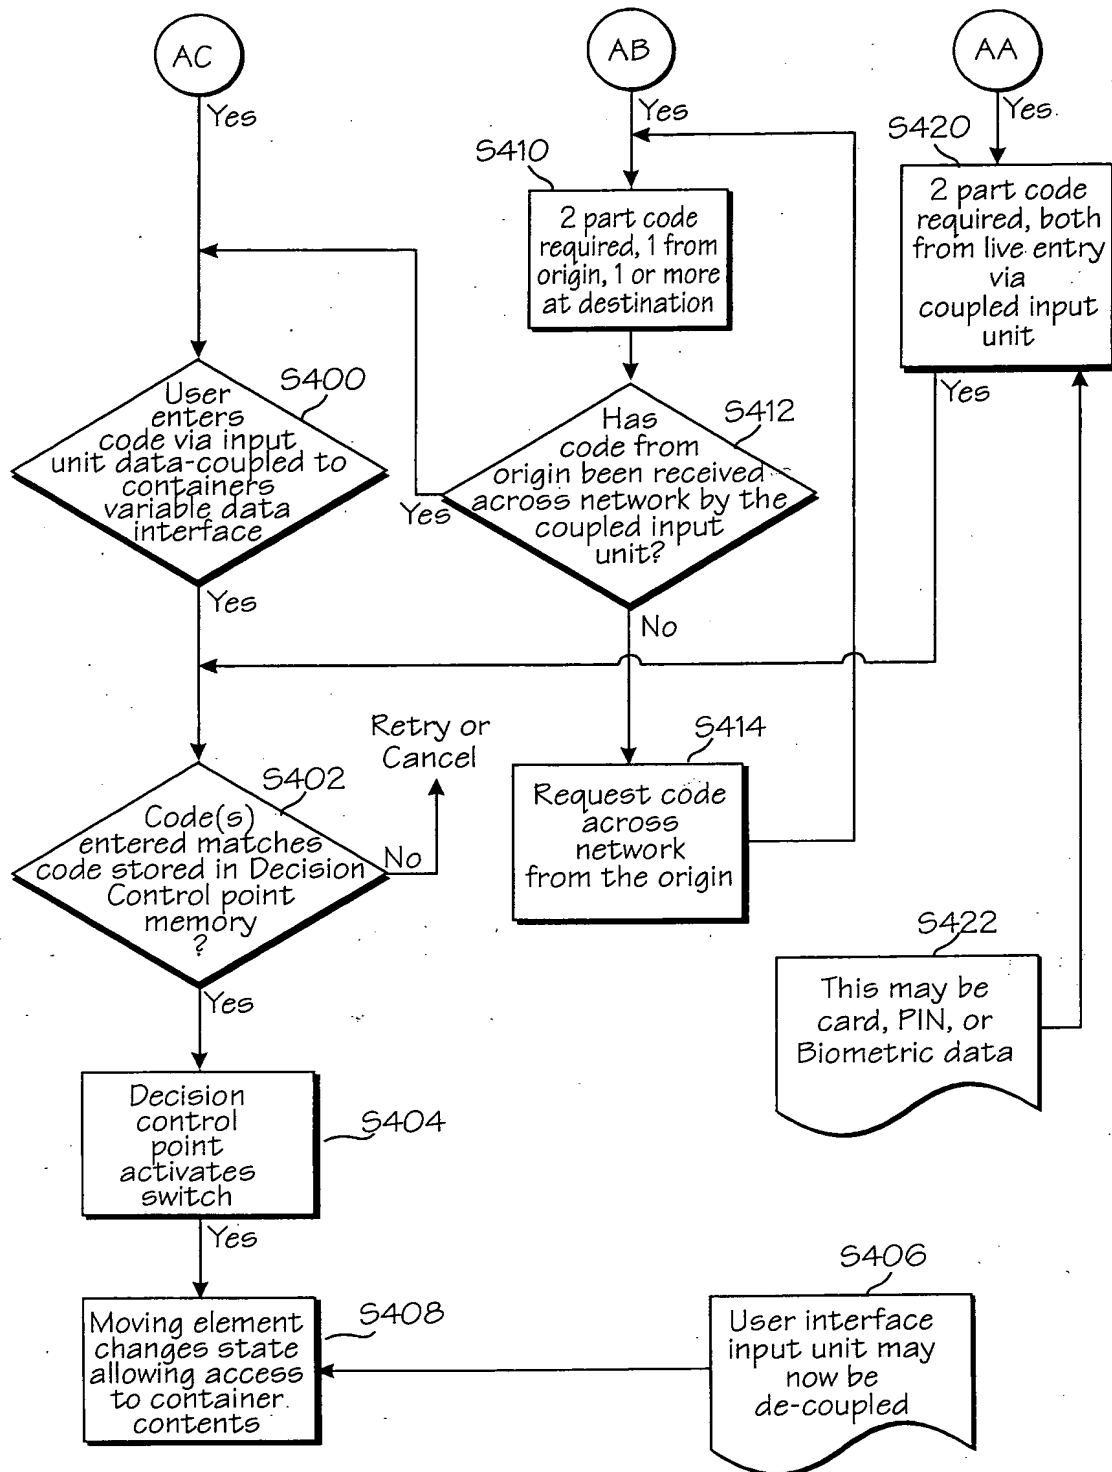 AC
AB
AA
Yes
Yes
Yes
S410
S420
2 part code
required, 1 from
origin, 1 or more
at destination
2 part code
required, both
from live entry
via
coupled input
unit
S400
User
enters
code via input
unit data-coupled to
containers
variable data
interface
S412
Has
code from
origin been received
across network by the
coupled input
unit?
Yes
Yes
Yes
No
Retry or
Cancel
S402
Code(s)
entered matches
code stored in Decision
Control point
memory
?
No
S414
Request code
across
network
from the origin
S422
This may be
card, PIN, or
Biometric data
Yes
Decision
control
point
activates
switch
S404
Yes
Moving element
changes state
allowing access
to container
contents
S408
S406
User interface
input unit may
now be
de-coupled